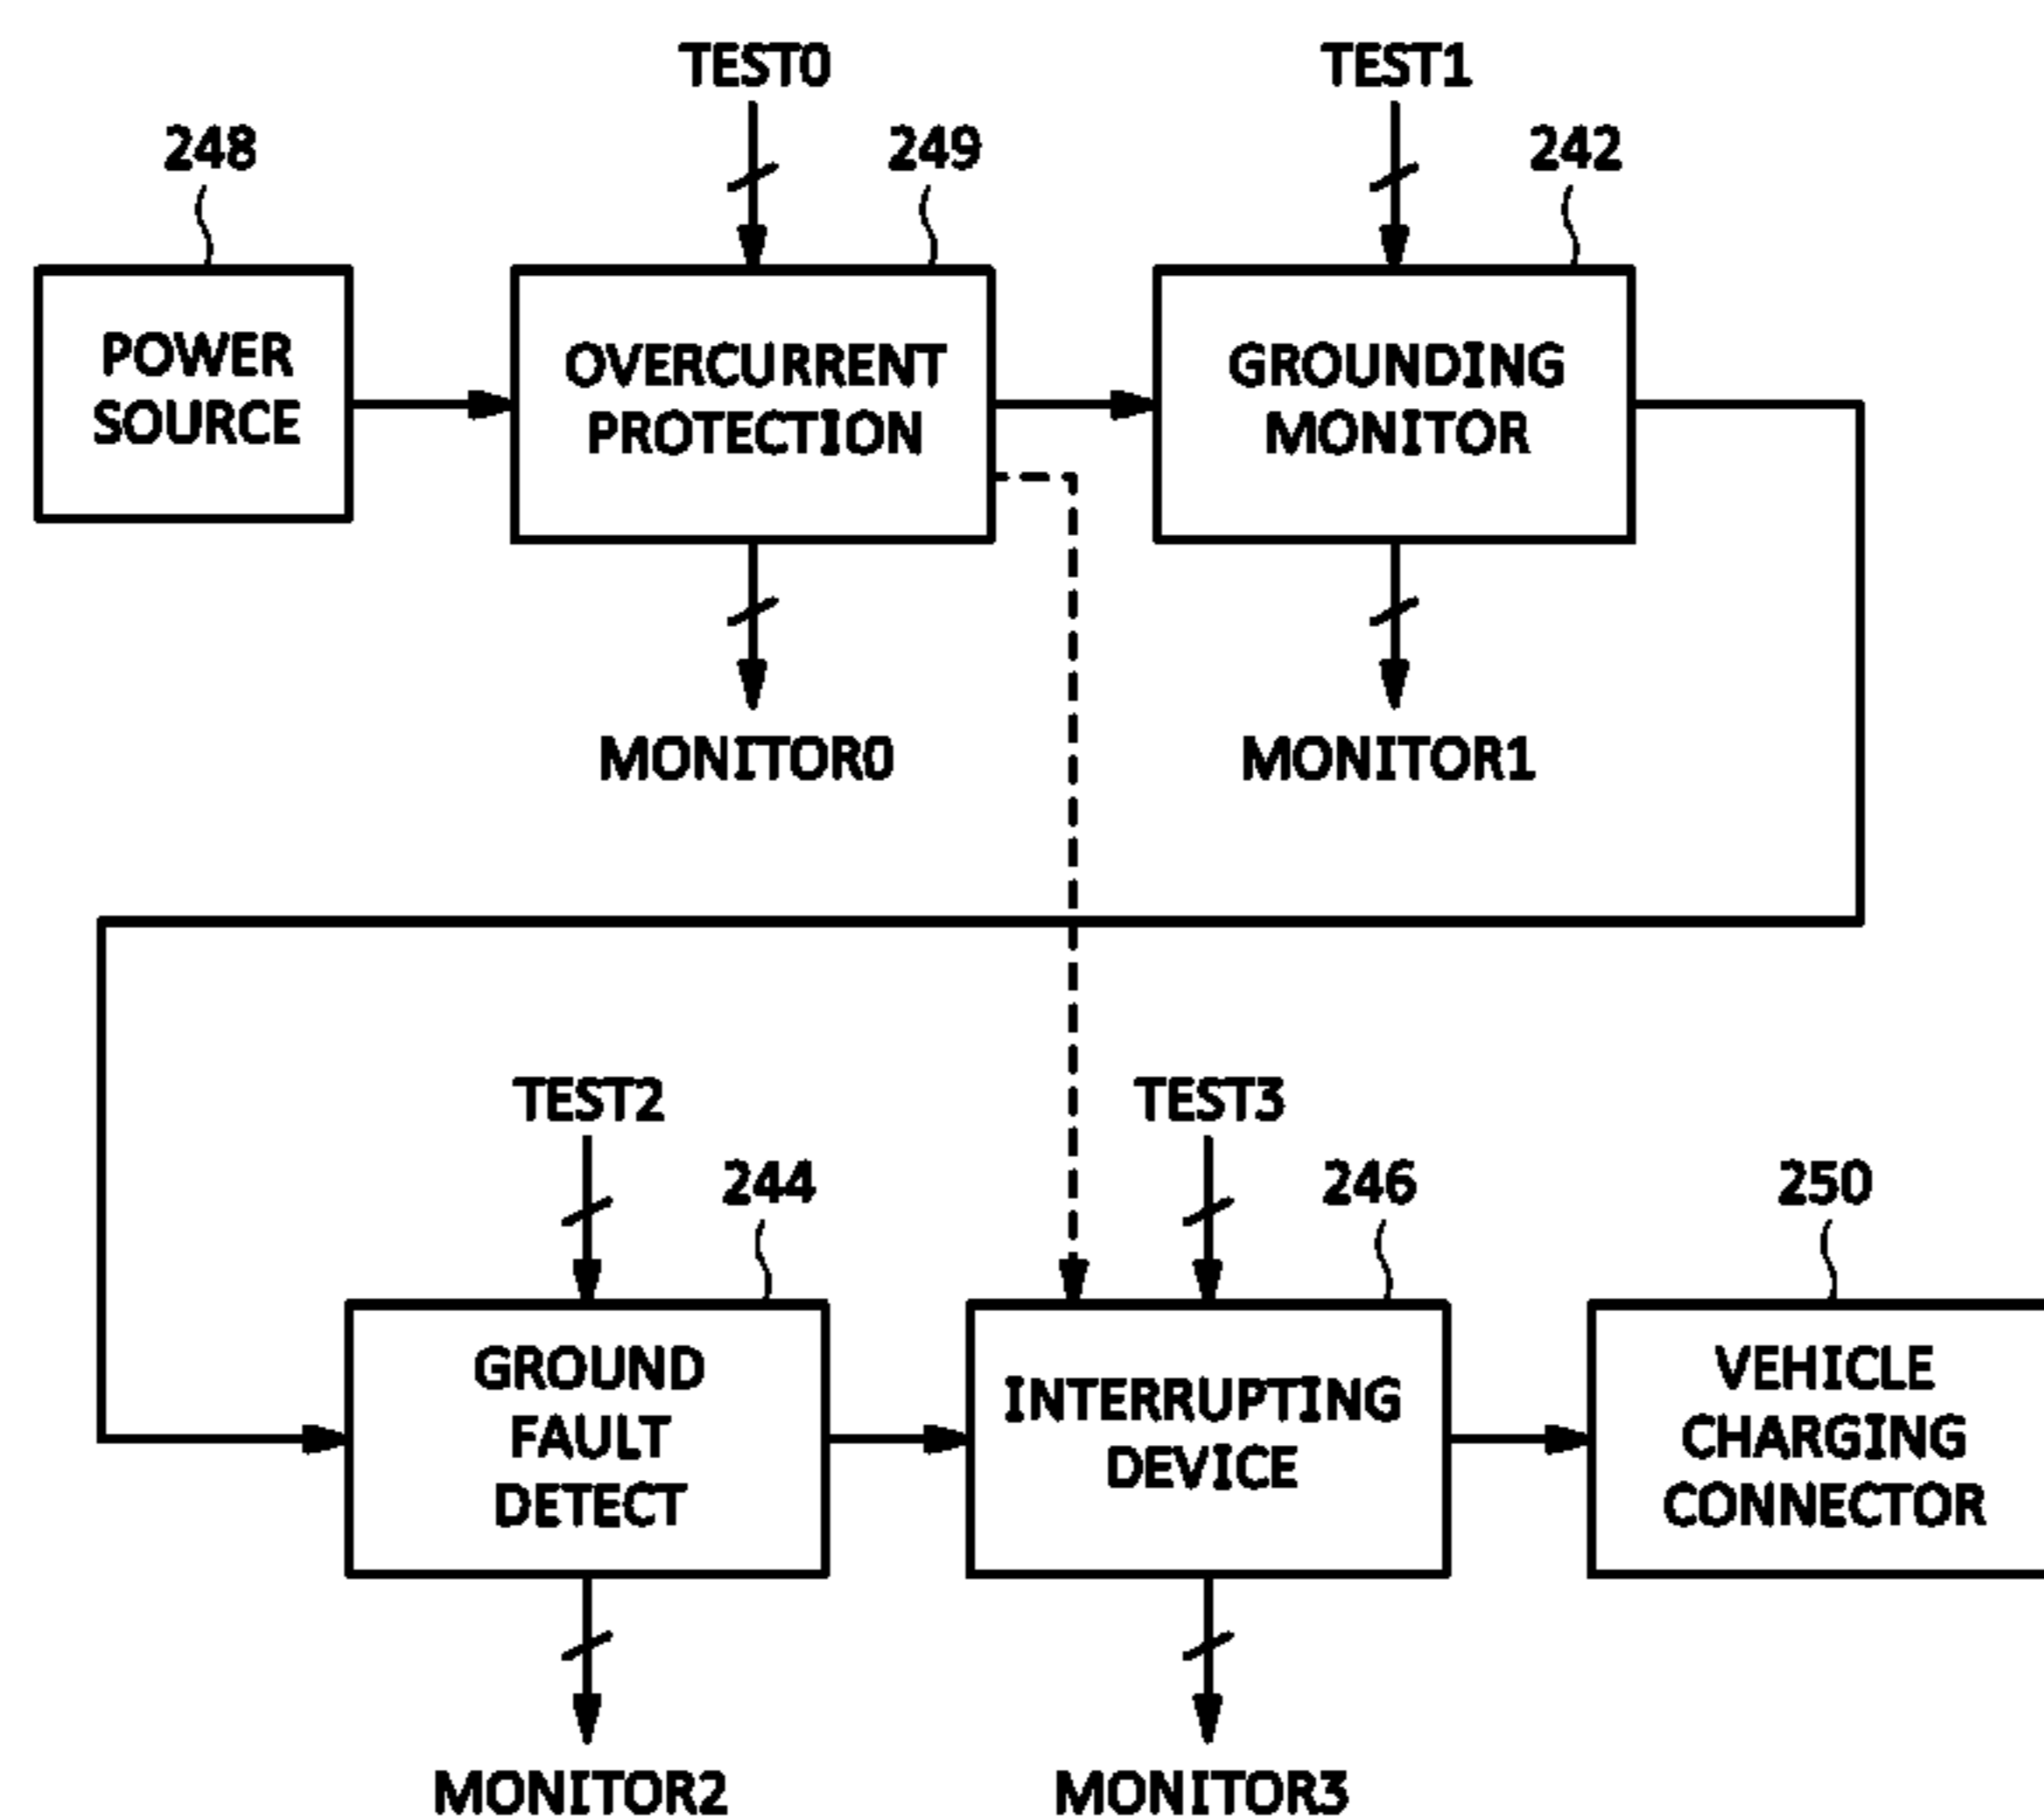 TEST0
TEST1
248
249
242
POWER
SOURCE
OVERCURRENT
PROTECTION
GROUNDING
MONITOR
MONITOR0
MONITOR1
TEST2
TEST3
244
246
250
GROUND
FAULT
DETECT
INTERRUPTING
DEVICE
VEHICLE
CHARGING
CONNECTOR
MONITOR2
MONITOR3